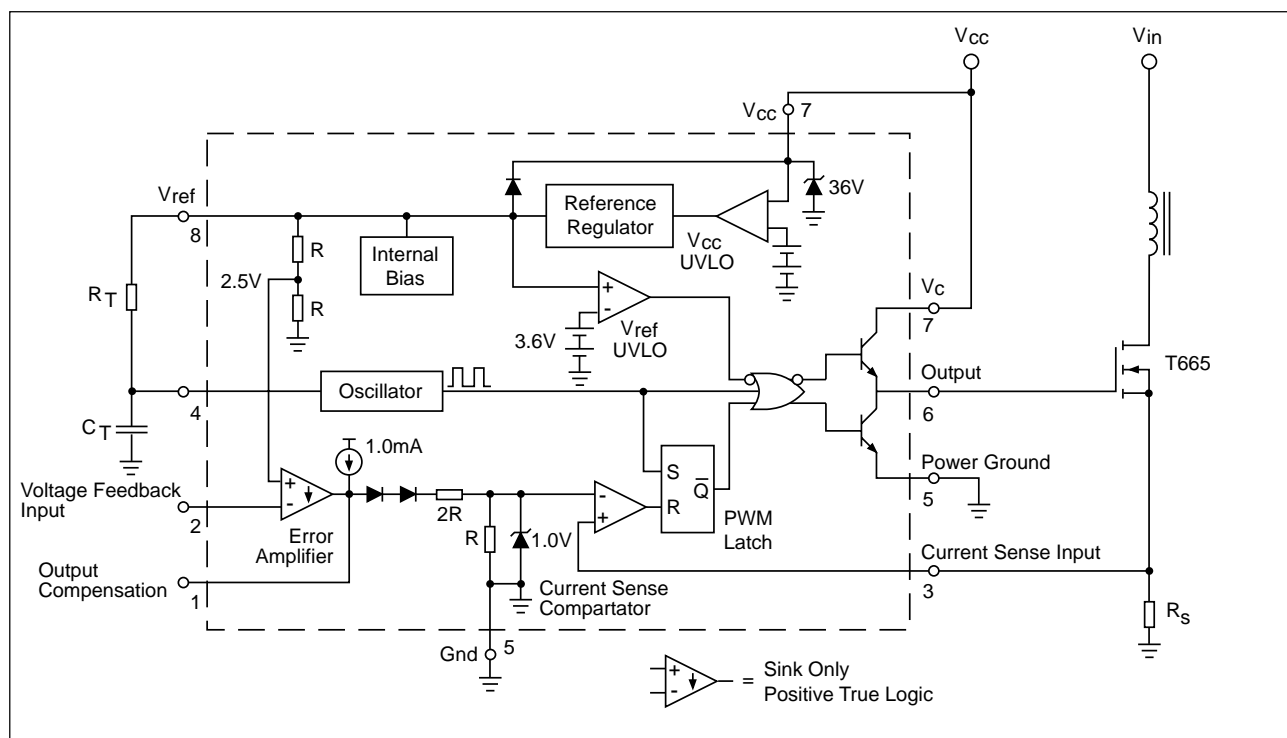 Vcc
Vin
Vcc 7
36V
Vref
8
Reference
Regulator
Vcc
UVLO
R
Internal
Bias
2.5V
R
RT
Vref
UVLO
3.6V
+
-
VC
7
T665
Output
6
Oscillator
4
CT
1.0mA
Power Ground
5
S
R
Q
PWM
Latch
Voltage Feedback
Input
2
+
-
Error
Amplifier
2R
R
1.0V
-
+
Current Sense
Compartator
Current Sense Input
3
Output
Compensation
1
RS
Gnd
5
+
-
= Sink Only
Positive True Logic